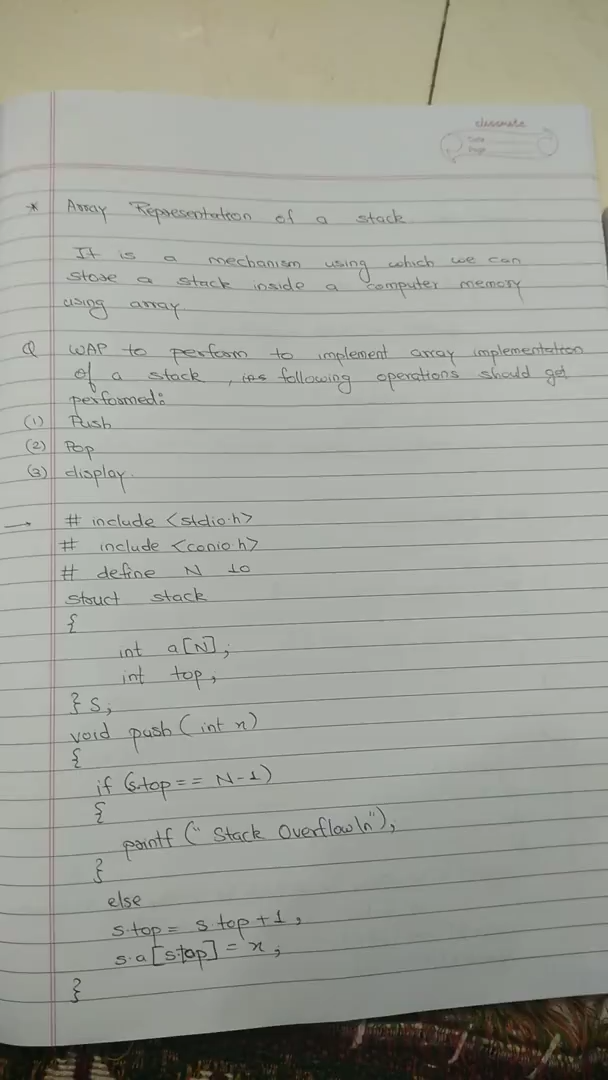 classmate
Date
Page
* Array Representation of a stack
It is a mechanism using which we can
store a stack inside a computer memory
using array
Q WAP to perform to implement array implementation
of a stack, following operations should get
performed:
(1) Push
(2) Pop
(3) display.
→ # include <stdio.h>
# include <conio.h>
# define N 10
struct stack
{
int a[N];
int top;
} s;
void push (int x)
{
if (s.top == N-1)
{
printf (" Stack Overflow\n");
}
else
s.top = s.top+1;
s.a[s.top] = x;
}